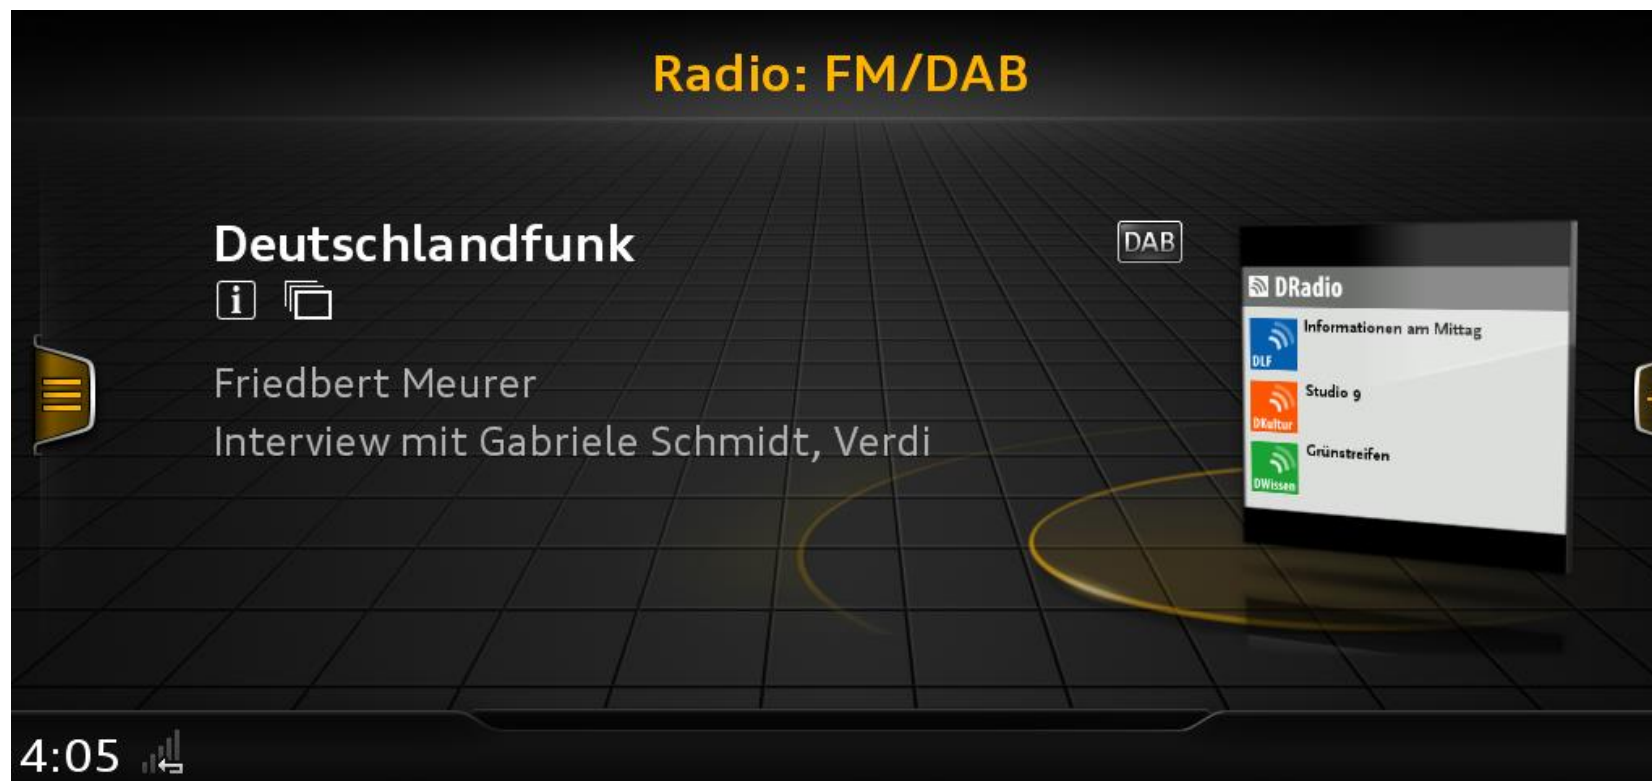 Radio: FM/DAB
Deutschlandfunk
DAB
i
Friedbert Meurer
Interview mit Gabriele Schmidt, Verdi
DRadio
Informationen am Mittag
DLF
Studio 9
DKultur
Grünstreifen
DWissen
4:05